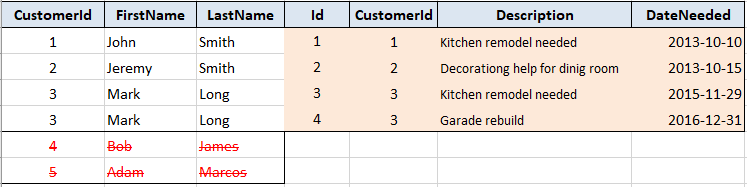 CustomerId FirstName LastName Id CustomerId Description DateNeeded
1 John Smith 1 1 Kitchen remodel needed 2013-10-10
2 Jeremy Smith 2 2 Decorationg help for dinig room 2013-10-15
3 Mark Long 3 3 Kitchen remodel needed 2015-11-29
3 Mark Long 4 3 Garade rebuild 2016-12-31
4 Bob James
5 Adam Marcos